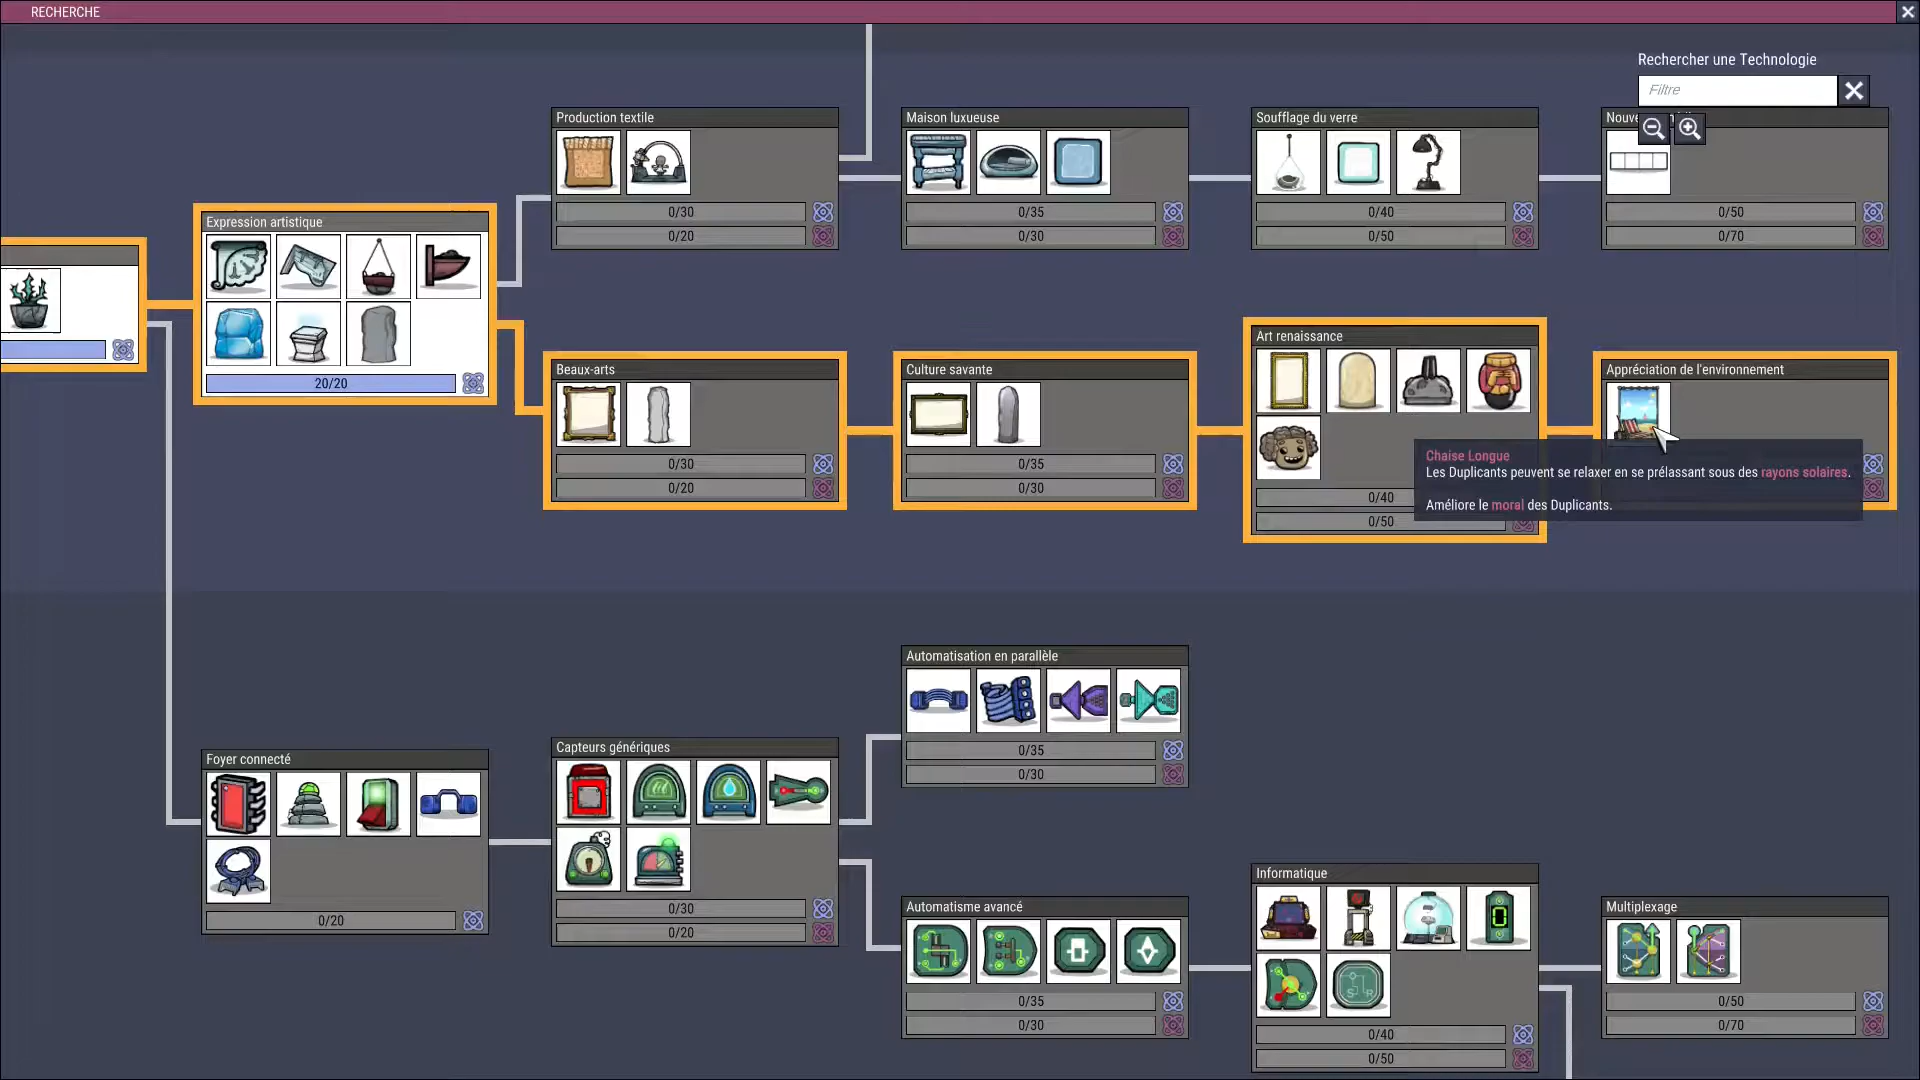 RECHERCHE
Rechercher une Technologie
Filtre
Production textile
0/30
0/20
Maison luxueuse
0/35
0/30
Soufflage du verre
0/40
0/50
0/50
0/70
Expression artistique
20/20
Beaux-arts
0/30
0/20
Culture savante
0/35
0/30
Art renaissance
0/40
0/50
Appréciation de l'environnement
Chaise Longue
Les Duplicants peuvent se relaxer en se prélassant sous des rayons solaires.
Améliore le moral des Duplicants.
Automatisation en parallèle
0/35
0/30
Foyer connecté
0/20
Capteurs génériques
0/30
0/20
Automatisme avancé
0/35
0/30
Informatique
0/40
0/50
Multiplexage
0/50
0/70